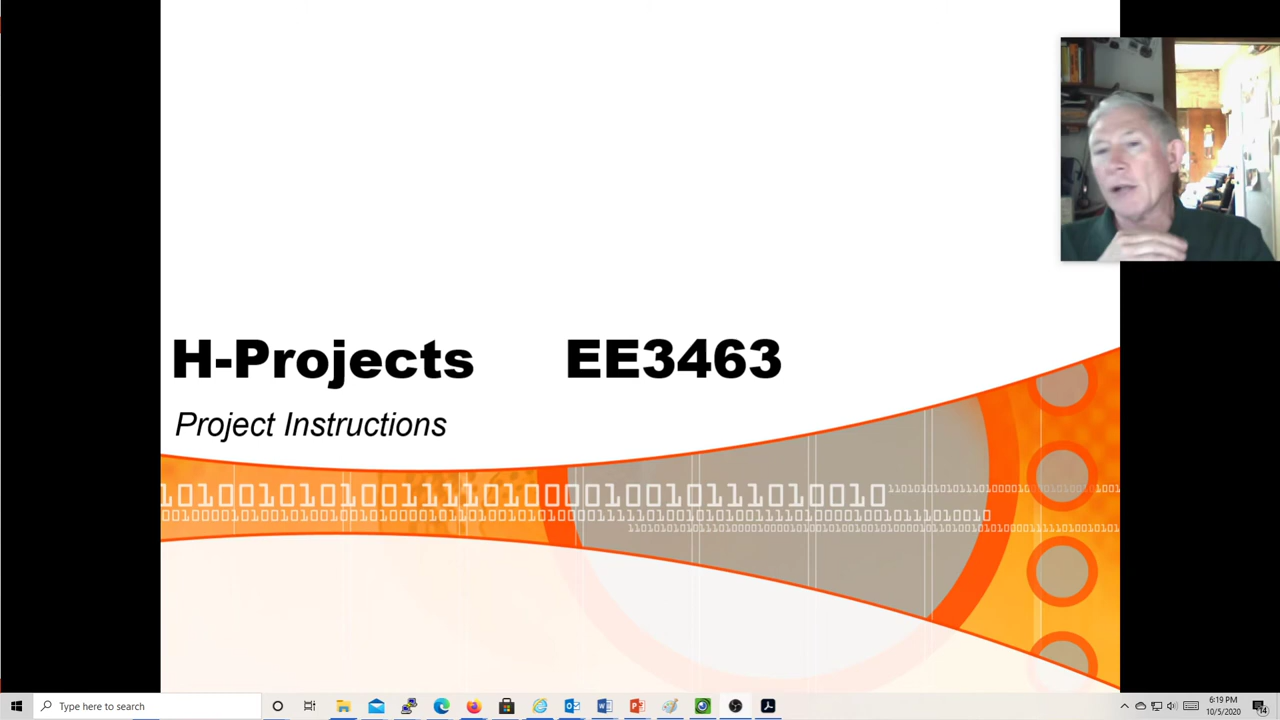 H-Projects EE3463
Project Instructions
Type here to search
6:19 PM
10/5/2020